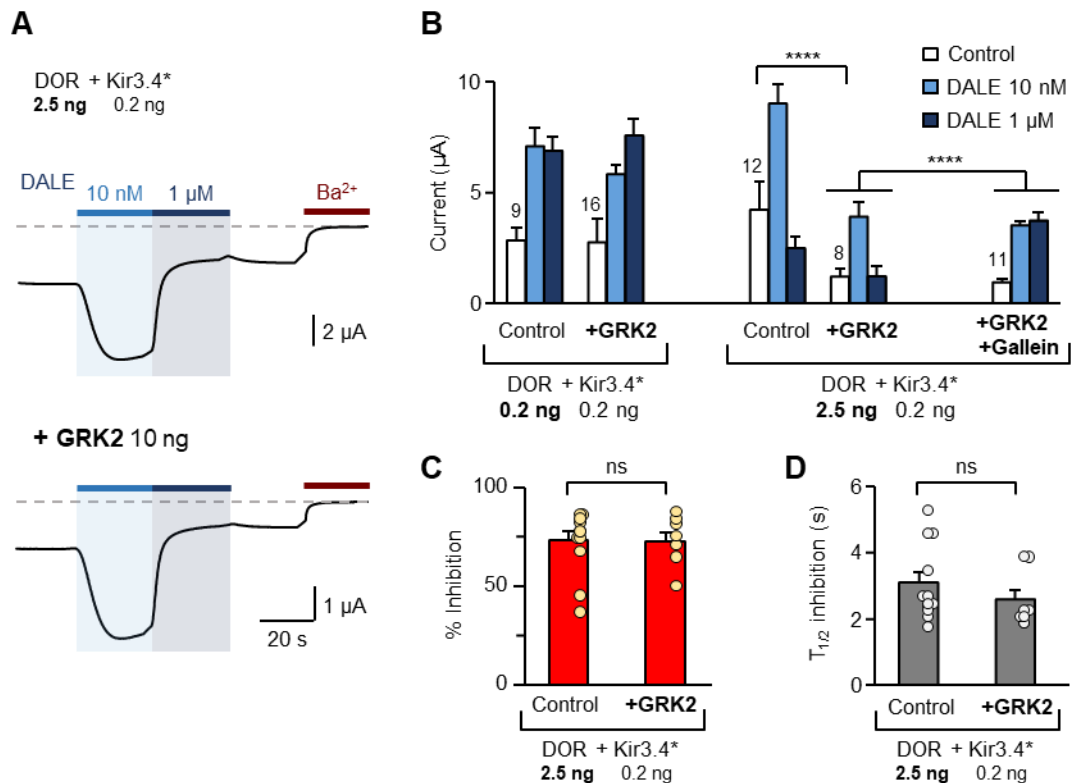 A
DOR + Kir3.4*
2.5 ng 0.2 ng
DALE 10 nM 1 µM Ba²⁺
2 µA
+ GRK2 10 ng
1 µA
20 s
B
Control
DALE 10 nM
DALE 1 µM
****
****
Current (µA)
10
5
0
9
16
12
8
11
Control +GRK2 Control +GRK2 +GRK2
+Gallein
DOR + Kir3.4* DOR + Kir3.4*
0.2 ng 0.2 ng 2.5 ng 0.2 ng
C
ns
% Inhibition
100
50
0
Control +GRK2
DOR + Kir3.4*
2.5 ng 0.2 ng
D
ns
T1/2 inhibition (s)
6
4
2
0
Control +GRK2
DOR + Kir3.4*
2.5 ng 0.2 ng